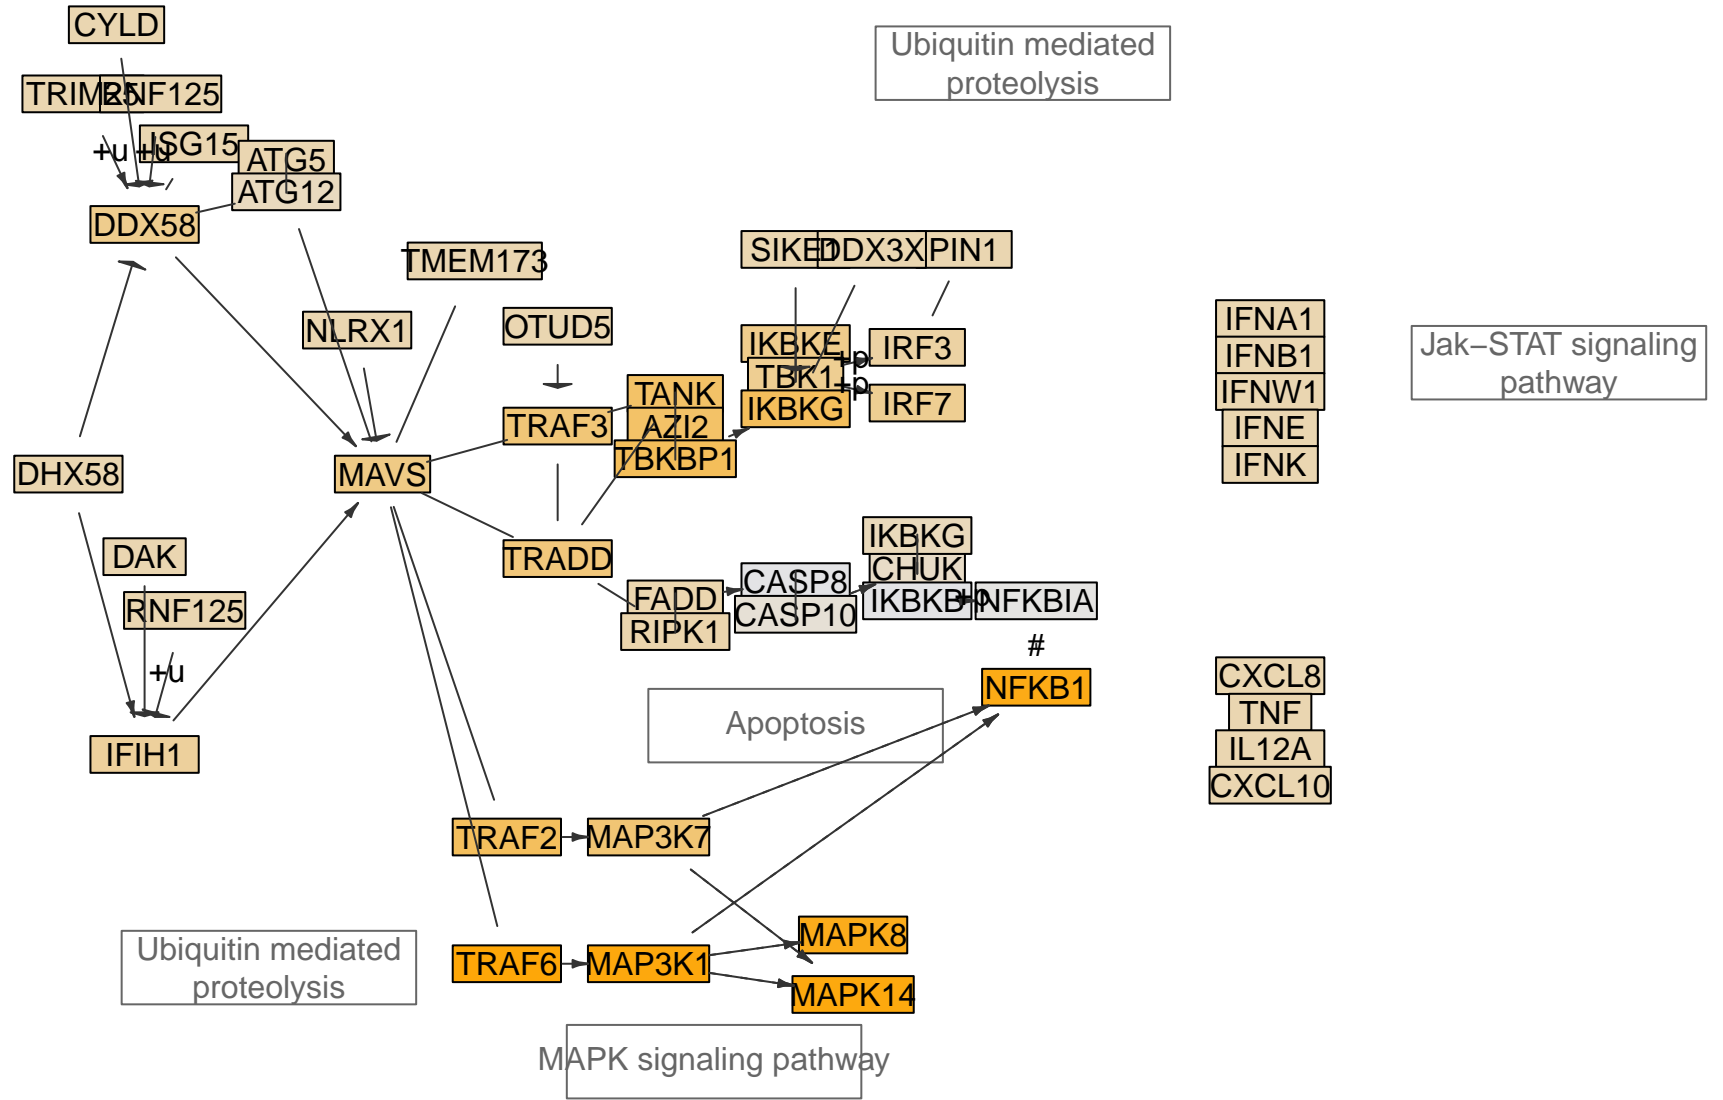 CYLD
Ubiquitin mediated
proteolysis
TRIM25
RNF125
ISG15
+u
+u
ATG5
ATG12
DDX58
TMEM173
SIKE1
DDX3X
PIN1
NLRX1
OTUD5
IKBKE
+p
IRF3
TBK1
+p
IKBKG
IRF7
IFNA1
IFNB1
IFNW1
IFNE
IFNK
Jak−STAT signaling
pathway
TANK
TRAF3
AZI2
TBKBP1
DHX58
MAVS
DAK
RNF125
+u
IFIH1
TRADD
FADD
RIPK1
CASP8
CASP10
IKBKG
CHUK
IKBKB
+p
NFKBIA
#
NFKB1
Apoptosis
CXCL8
TNF
IL12A
CXCL10
TRAF2
MAP3K7
Ubiquitin mediated
proteolysis
TRAF6
MAP3K1
MAPK8
MAPK14
MAPK signaling pathway